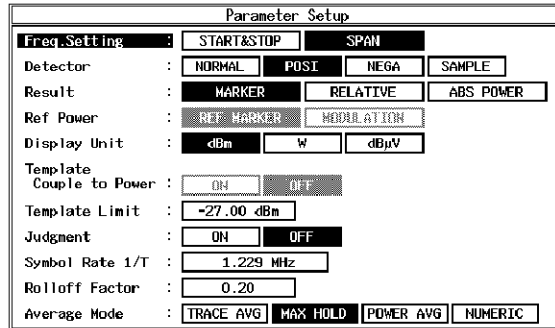 Parameter Setup
Freq.Setting : START&STOP SPAN
Detector : NORMAL POSI NEGA SAMPLE
Result : MARKER RELATIVE ABS POWER
Ref Power : REF MARKER MODULATION
Display Unit : dBm W dBµV
Template
Couple to Power : ON OFF
Template Limit : -27.00 dBm
Judgment : ON OFF
Symbol Rate 1/T : 1.229 MHz
Rolloff Factor : 0.20
Average Mode : TRACE AVG MAX HOLD POWER AVG NUMERIC